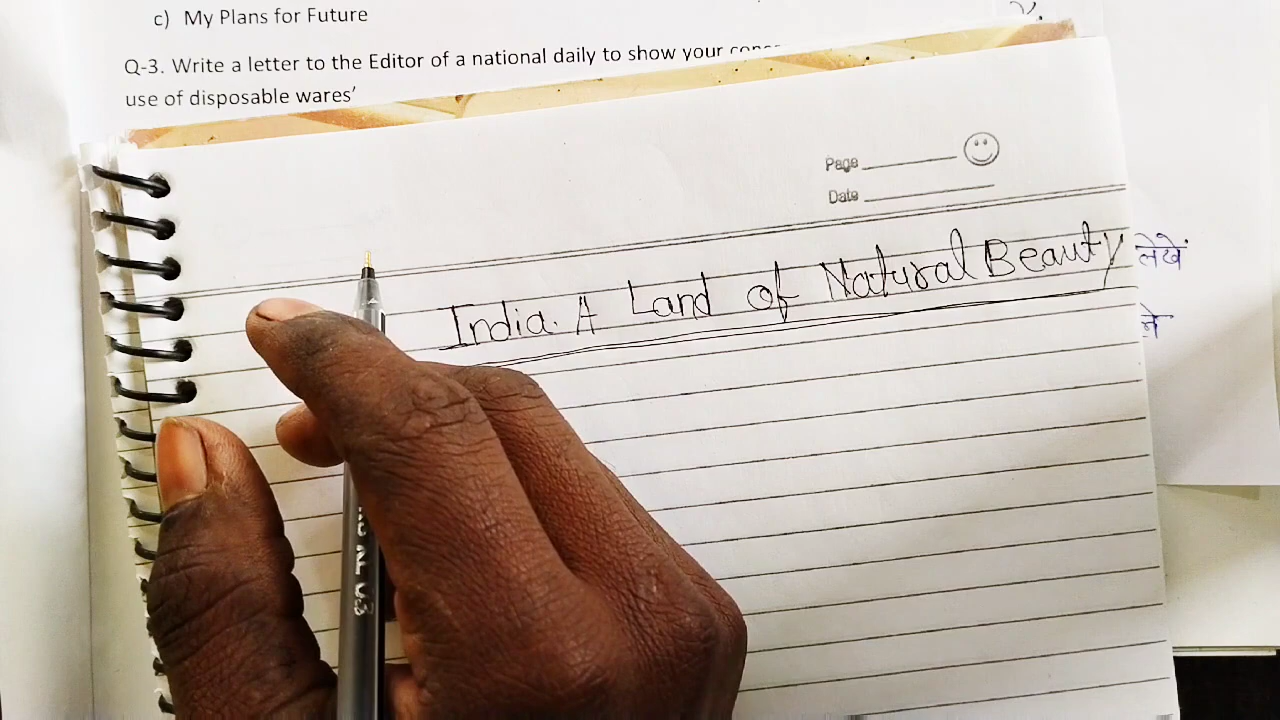 c) My Plans for Future
Q-3. Write a letter to the Editor of a national daily to show your
use of disposable wares'
Page
Date
India. A Land of Natural Beauty
लेखें
ने